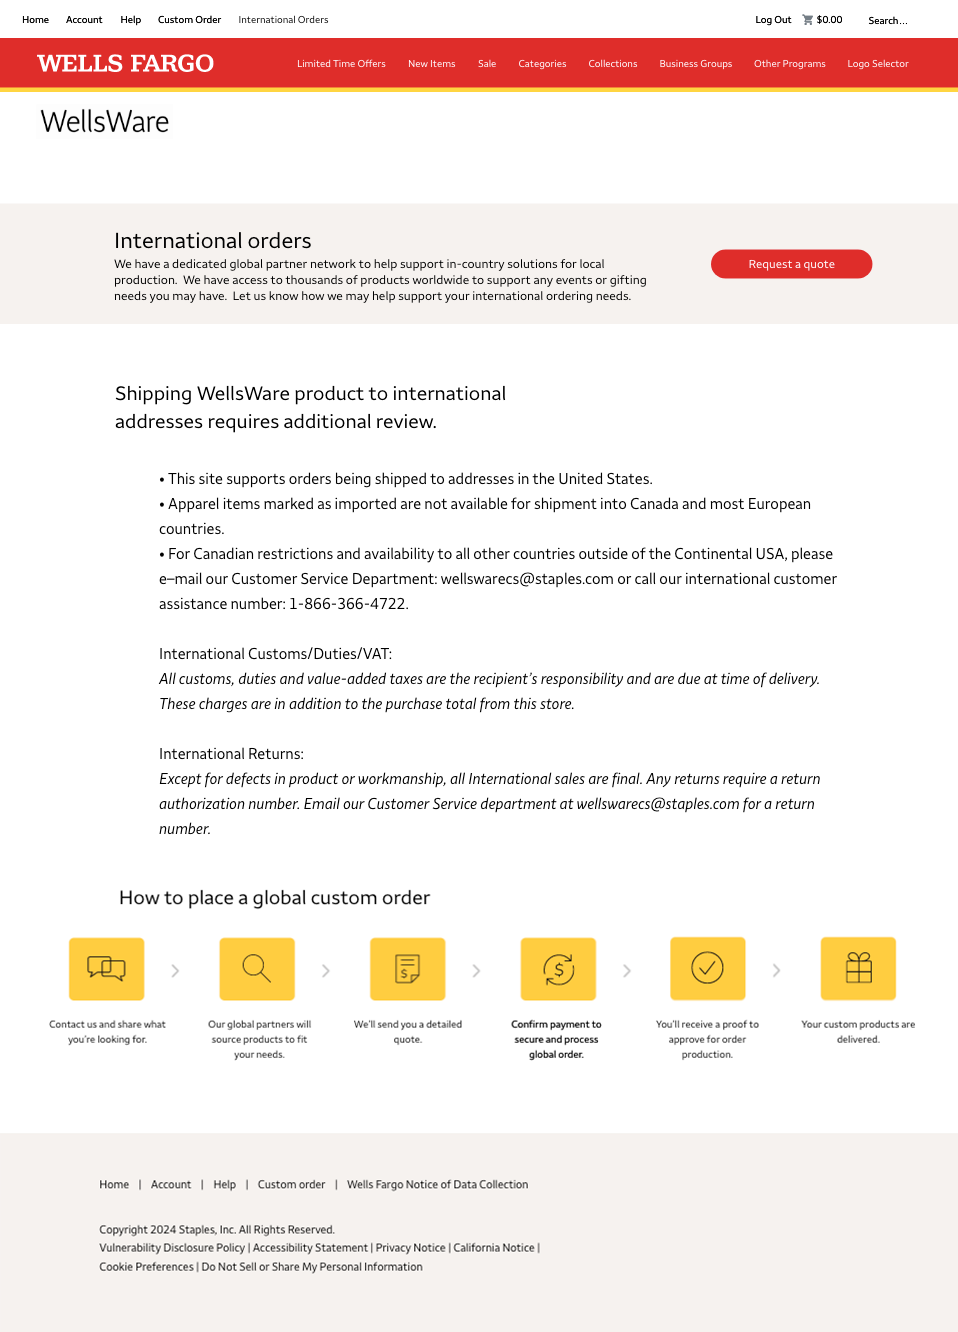 Home Account Help Custom Order International Orders Log Out $0.00 Search...
WELLS FARGO Limited Time Offers New Items Sale Categories Collections Business Groups Other Programs Logo Selector
WellsWare
International orders
We have a dedicated global partner network to help support in-country solutions for local
production. We have access to thousands of products worldwide to support any events or gifting
needs you may have. Let us know how we may help support your international ordering needs.
Request a quote
Shipping WellsWare product to international
addresses requires additional review.
• This site supports orders being shipped to addresses in the United States.
• Apparel items marked as imported are not available for shipment into Canada and most European
countries.
• For Canadian restrictions and availability to all other countries outside of the Continental USA, please
e–mail our Customer Service Department: wellswarecs@staples.com or call our international customer
assistance number: 1-866-366-4722.
International Customs/Duties/VAT:
All customs, duties and value-added taxes are the recipient's responsibility and are due at time of delivery.
These charges are in addition to the purchase total from this store.
International Returns:
Except for defects in product or workmanship, all International sales are final. Any returns require a return
authorization number. Email our Customer Service department at wellswarecs@staples.com for a return
number.
How to place a global custom order
Contact us and share what
you're looking for.
Our global partners will
source products to fit
your needs.
We'll send you a detailed
quote.
Confirm payment to
secure and process
global order.
You'll receive a proof to
approve for order
production.
Your custom products are
delivered.
Home | Account | Help | Custom order | Wells Fargo Notice of Data Collection
Copyright 2024 Staples, Inc. All Rights Reserved.
Vulnerability Disclosure Policy | Accessibility Statement | Privacy Notice | California Notice |
Cookie Preferences | Do Not Sell or Share My Personal Information